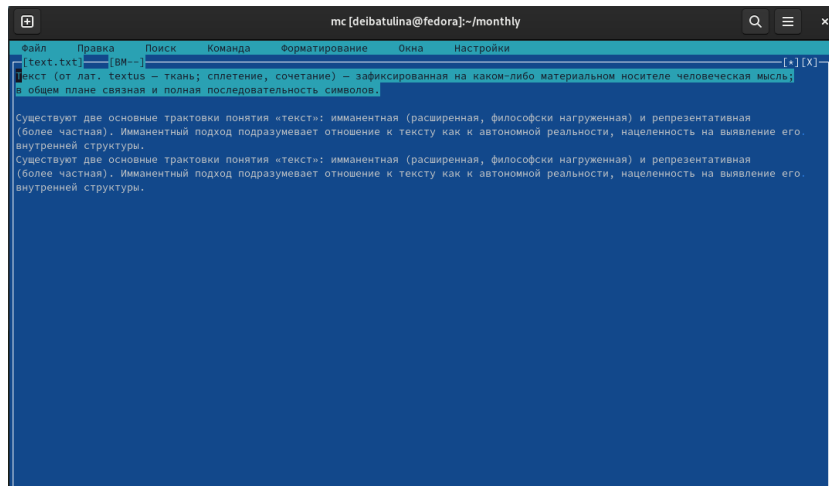 mc [deibatulina@fedora]:~/monthly
Файл Правка Поиск Команда Форматирование Окна Настройки
[text.txt] [BM--] [*][X]
Текст (от лат. textus — ткань; сплетение, сочетание) — зафиксированная на каком-либо материальном носителе человеческая мысль;
в общем плане связная и полная последовательность символов.
Существуют две основные трактовки понятия «текст»: имманентная (расширенная, философски нагруженная) и репрезентативная
(более частная). Имманентный подход подразумевает отношение к тексту как к автономной реальности, нацеленность на выявление его.
внутренней структуры.
Существуют две основные трактовки понятия «текст»: имманентная (расширенная, философски нагруженная) и репрезентативная
(более частная). Имманентный подход подразумевает отношение к тексту как к автономной реальности, нацеленность на выявление его.
внутренней структуры.